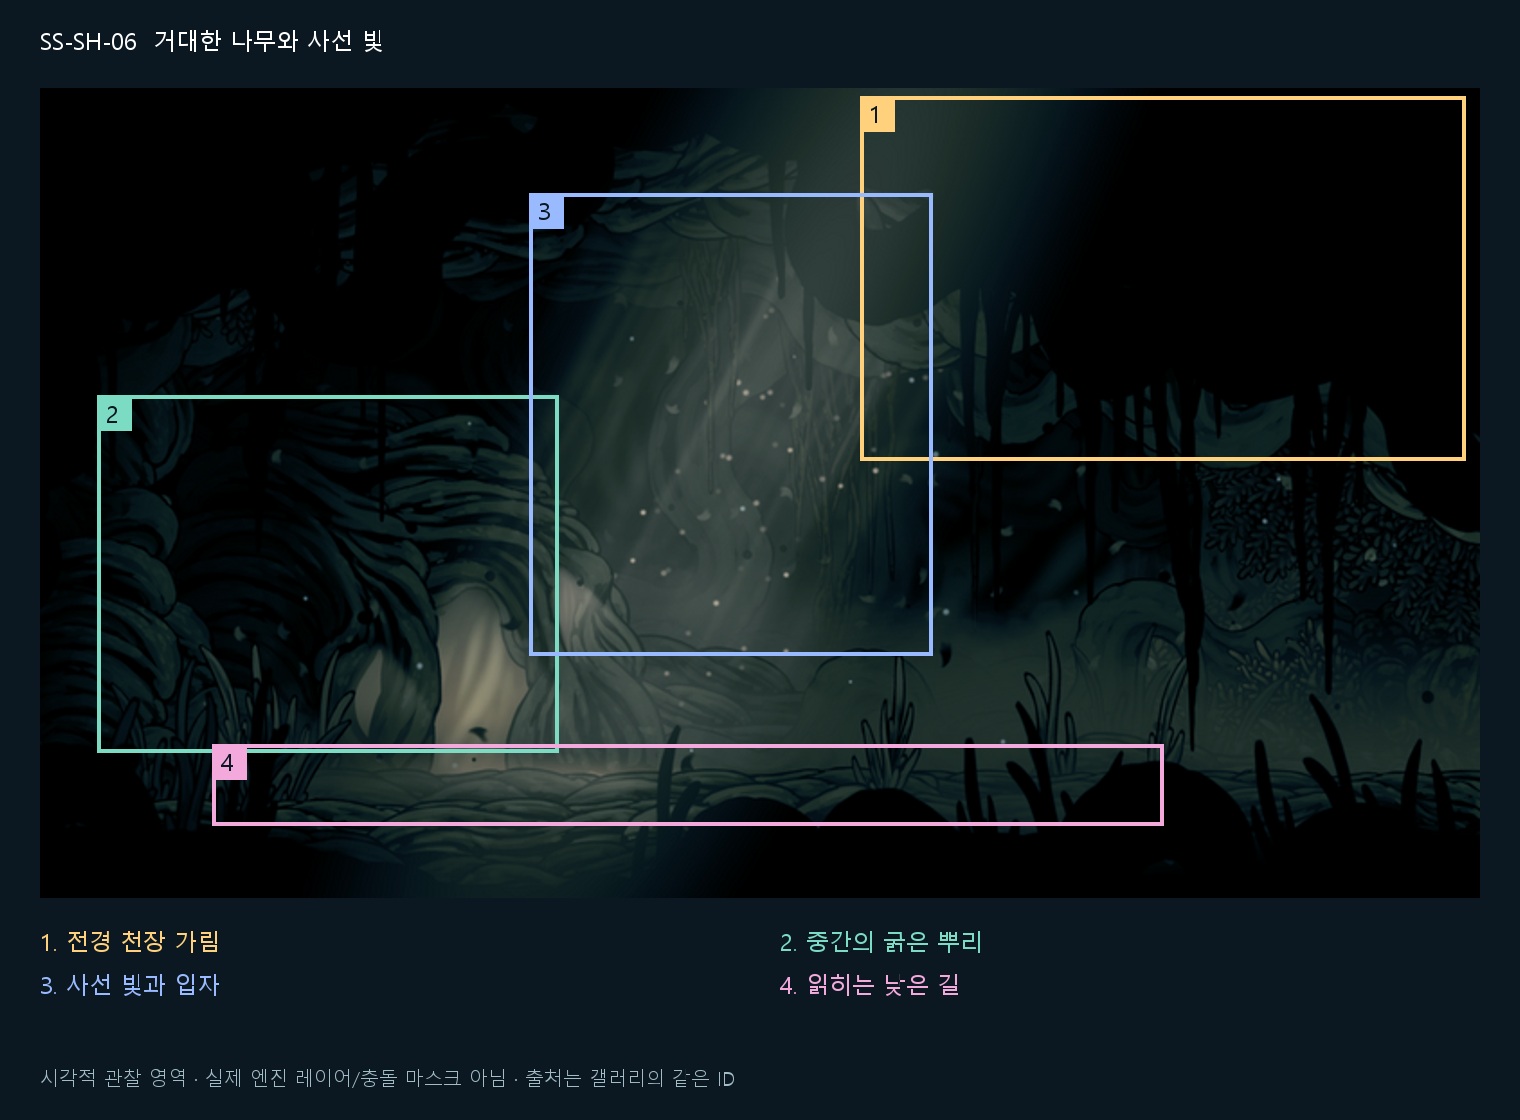 SS-SH-06 거대한 나무와 사선 빛
1
3
2
4
1. 전경 천장 가림
2. 중간의 굵은 뿌리
3. 사선 빛과 입자
4. 읽히는 낮은 길
시각적 관찰 영역 · 실제 엔진 레이어/충돌 마스크 아님 · 출처는 갤러리의 같은 ID